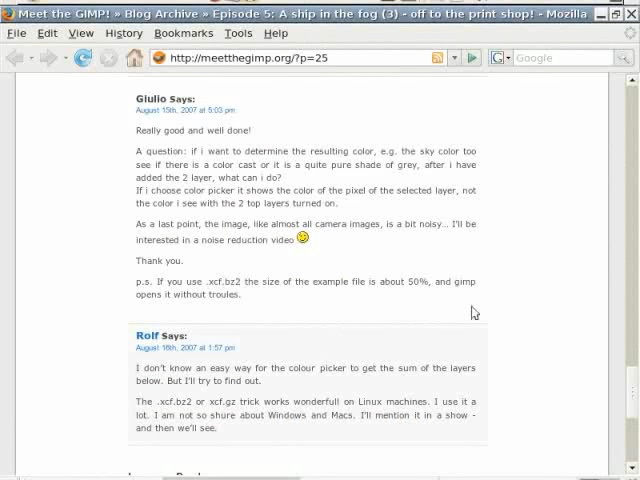 Meet the GIMP! » Blog Archive » Episode 5: A ship in the fog (3) - off to the print shop! - Mozilla
File Edit View History Bookmarks Tools Help
http://meetthegimp.org/?p=25
Google
Giulio Says:
August 15th, 2007 at 5:03 pm
Really good and well done!
A question: if i want to determine the resulting color, e.g. the sky color too
see if there is a color cast or it is a quite pure shade of grey, after i have
added the 2 layer, what can i do?
If i choose color picker it shows the color of the pixel of the selected layer, not
the color i see with the 2 top layers turned on.
As a last point, the image, like almost all camera images, is a bit noisy... I'll be
interested in a noise reduction video
Thank you.
p.s. If you use .xcf.bz2 the size of the example file is about 50%, and gimp
opens it without troules.
Rolf Says:
August 16th, 2007 at 1:57 pm
I don't know an easy way for the colour picker to get the sum of the layers
below. But I'll try to find out.
The .xcf.bz2 or xcf.gz trick works wonderfull on Linux machines. I use it a
lot. I am not so shure about Windows and Macs. I'll mention it in a show -
and then we'll see.